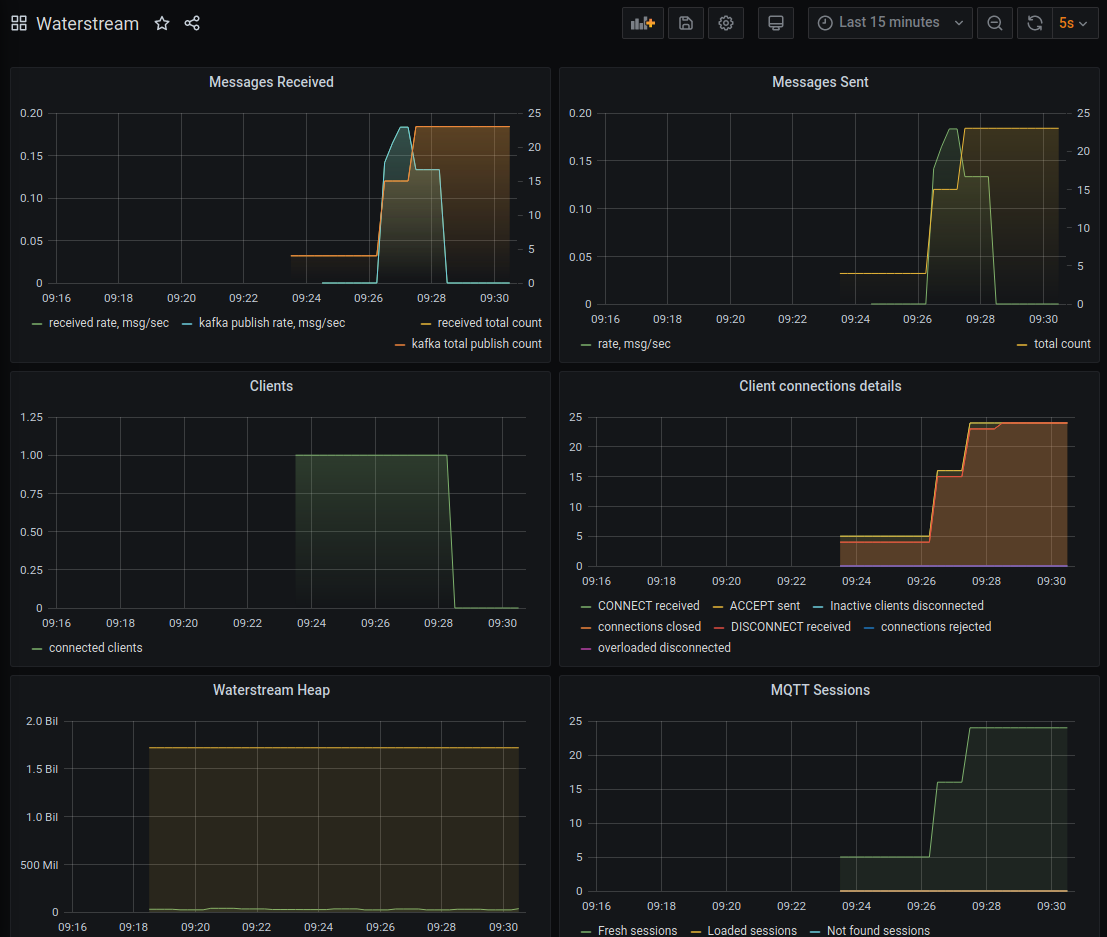 Waterstream
Last 15 minutes
5s
Messages Received
0.20
0.15
0.10
0.05
0
25
20
15
10
5
0
09:16 09:18 09:20 09:22 09:24 09:26 09:28 09:30
received rate, msg/sec kafka publish rate, msg/sec received total count
kafka total publish count
Messages Sent
0.20
0.15
0.10
0.05
0
25
20
15
10
5
0
09:16 09:18 09:20 09:22 09:24 09:26 09:28 09:30
rate, msg/sec total count
Clients
1.25
1.00
0.75
0.50
0.25
0
09:16 09:18 09:20 09:22 09:24 09:26 09:28 09:30
connected clients
Client connections details
25
20
15
10
5
0
09:16 09:18 09:20 09:22 09:24 09:26 09:28 09:30
CONNECT received ACCEPT sent Inactive clients disconnected
connections closed DISCONNECT received connections rejected
overloaded disconnected
Waterstream Heap
2.0 Bil
1.5 Bil
1.0 Bil
500 Mil
0
09:16 09:18 09:20 09:22 09:24 09:26 09:28 09:30
MQTT Sessions
25
20
15
10
5
0
09:16 09:18 09:20 09:22 09:24 09:26 09:28 09:30
Fresh sessions Loaded sessions Not found sessions